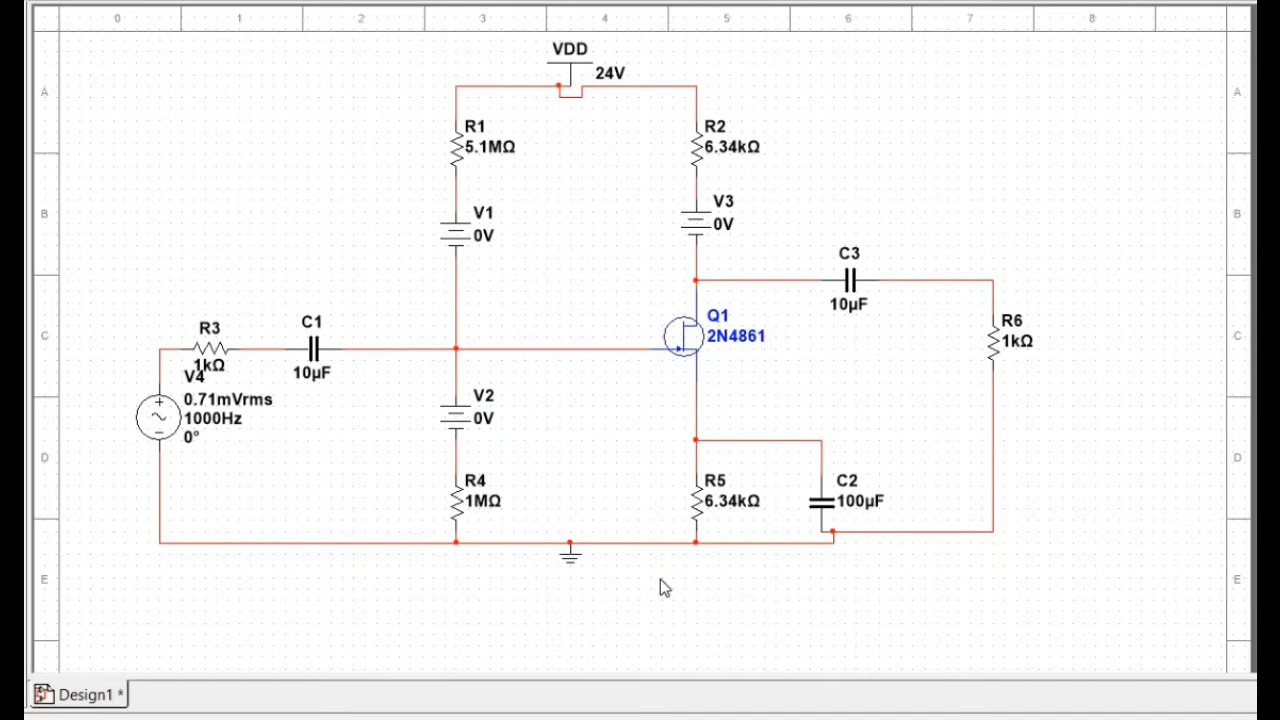 0 1 2 3 4 5 6 7 8
VDD
24V
A A
R1
5.1MΩ
R2
6.34kΩ
V1
0V
V3
0V
B B
C3
10µF
R3
1kΩ
C1
10µF
Q1
2N4861
R6
1kΩ
C C
V4
0.71mVrms
1000Hz
0°
V2
0V
D D
R4
1MΩ
R5
6.34kΩ
C2
100µF
E E
Design1 *